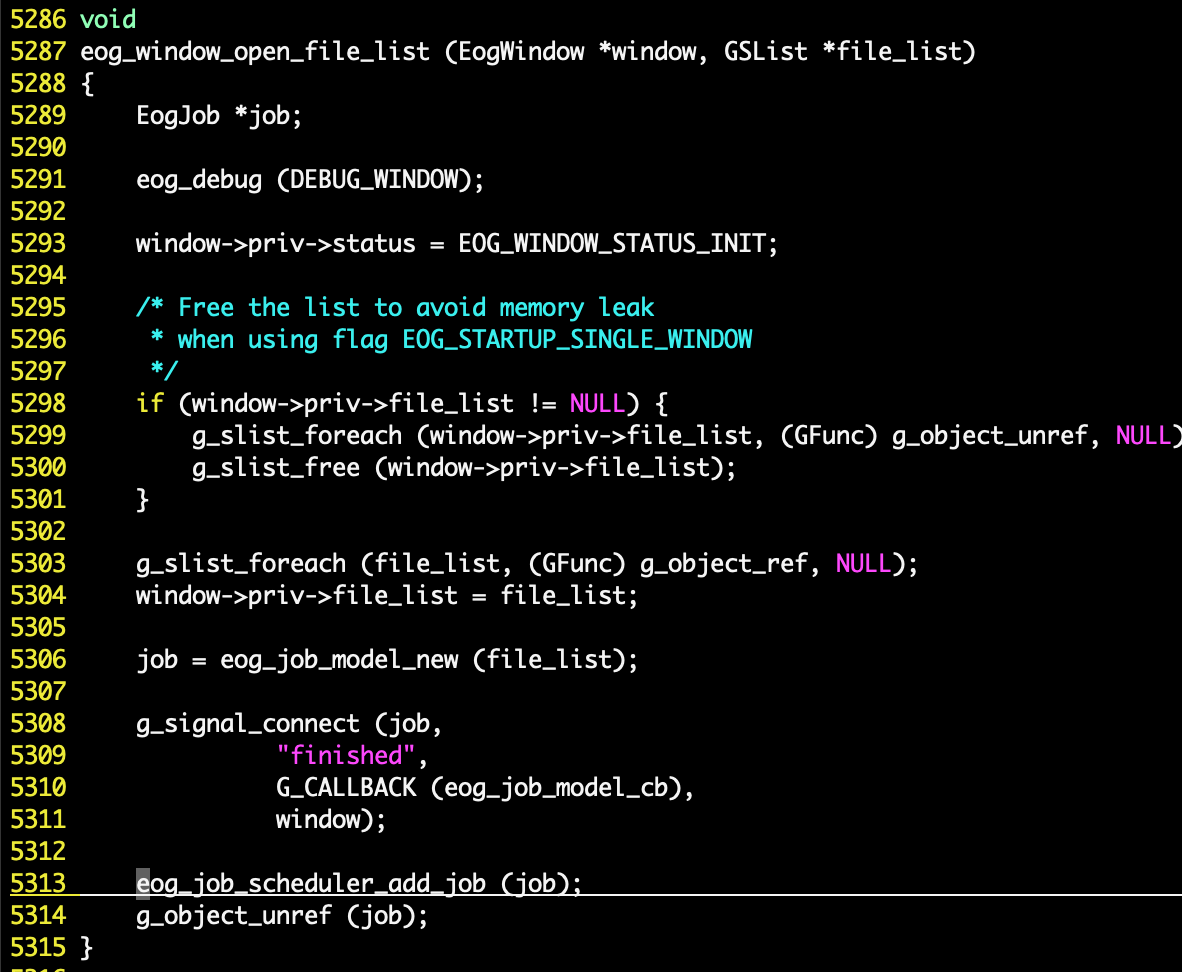 5286 void
5287 eog_window_open_file_list (EogWindow *window, GSList *file_list)
5288 {
5289     EogJob *job;
5290
5291     eog_debug (DEBUG_WINDOW);
5292
5293     window->priv->status = EOG_WINDOW_STATUS_INIT;
5294
5295     /* Free the list to avoid memory leak
5296      * when using flag EOG_STARTUP_SINGLE_WINDOW
5297      */
5298     if (window->priv->file_list != NULL) {
5299         g_slist_foreach (window->priv->file_list, (GFunc) g_object_unref, NULL)
5300         g_slist_free (window->priv->file_list);
5301     }
5302
5303     g_slist_foreach (file_list, (GFunc) g_object_ref, NULL);
5304     window->priv->file_list = file_list;
5305
5306     job = eog_job_model_new (file_list);
5307
5308     g_signal_connect (job,
5309               "finished",
5310               G_CALLBACK (eog_job_model_cb),
5311               window);
5312
5313     eog_job_scheduler_add_job (job);
5314     g_object_unref (job);
5315 }